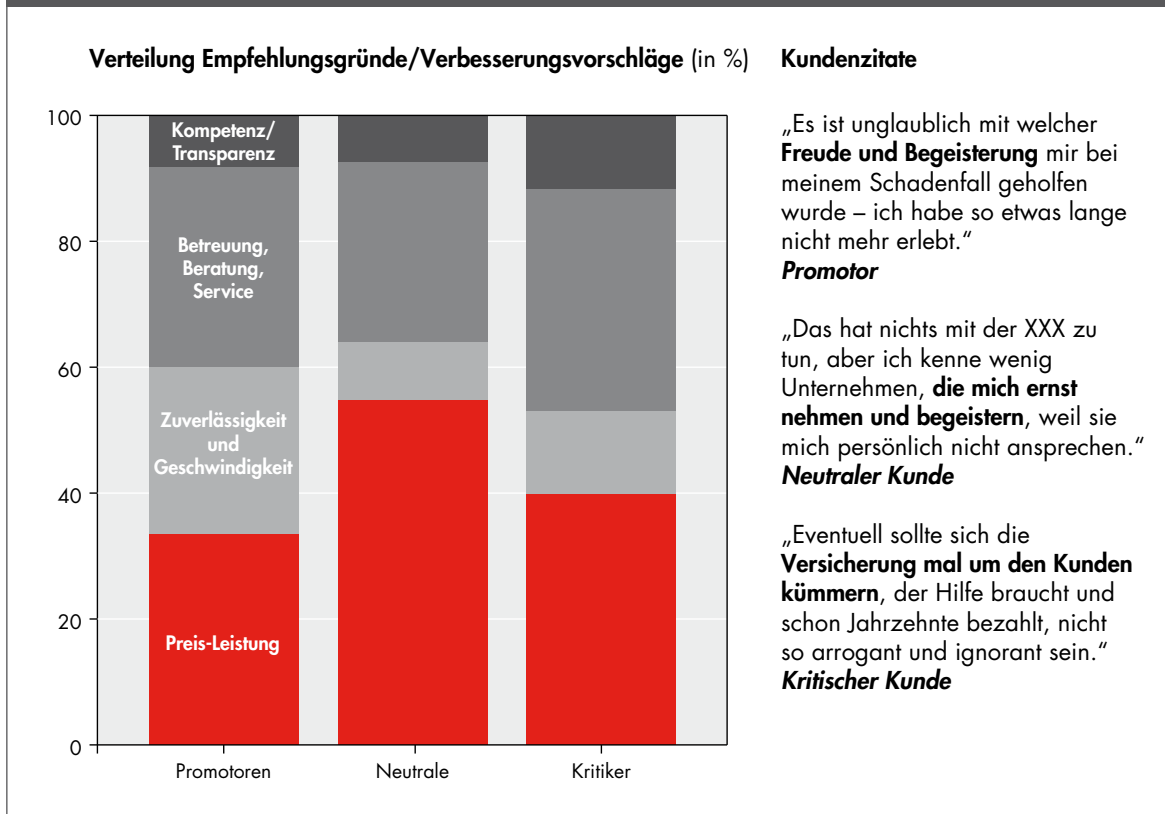 Verteilung Empfehlungsgründe/Verbesserungsvorschläge (in %)
100
80
60
40
20
0
Kompetenz/
Transparenz
Betreuung,
Beratung,
Service
Zuverlässigkeit
und
Geschwindigkeit
Preis-Leistung
Promotoren
Neutrale
Kritiker
Kundenzitate
„Es ist unglaublich mit welcher
Freude und Begeisterung mir bei
meinem Schadenfall geholfen
wurde – ich habe so etwas lange
nicht mehr erlebt.“
Promotor
„Das hat nichts mit der XXX zu
tun, aber ich kenne wenig
Unternehmen, die mich ernst
nehmen und begeistern, weil sie
mich persönlich nicht ansprechen.“
Neutraler Kunde
„Eventuell sollte sich die
Versicherung mal um den Kunden
kümmern, der Hilfe braucht und
schon Jahrzehnte bezahlt, nicht
so arrogant und ignorant sein.“
Kritischer Kunde